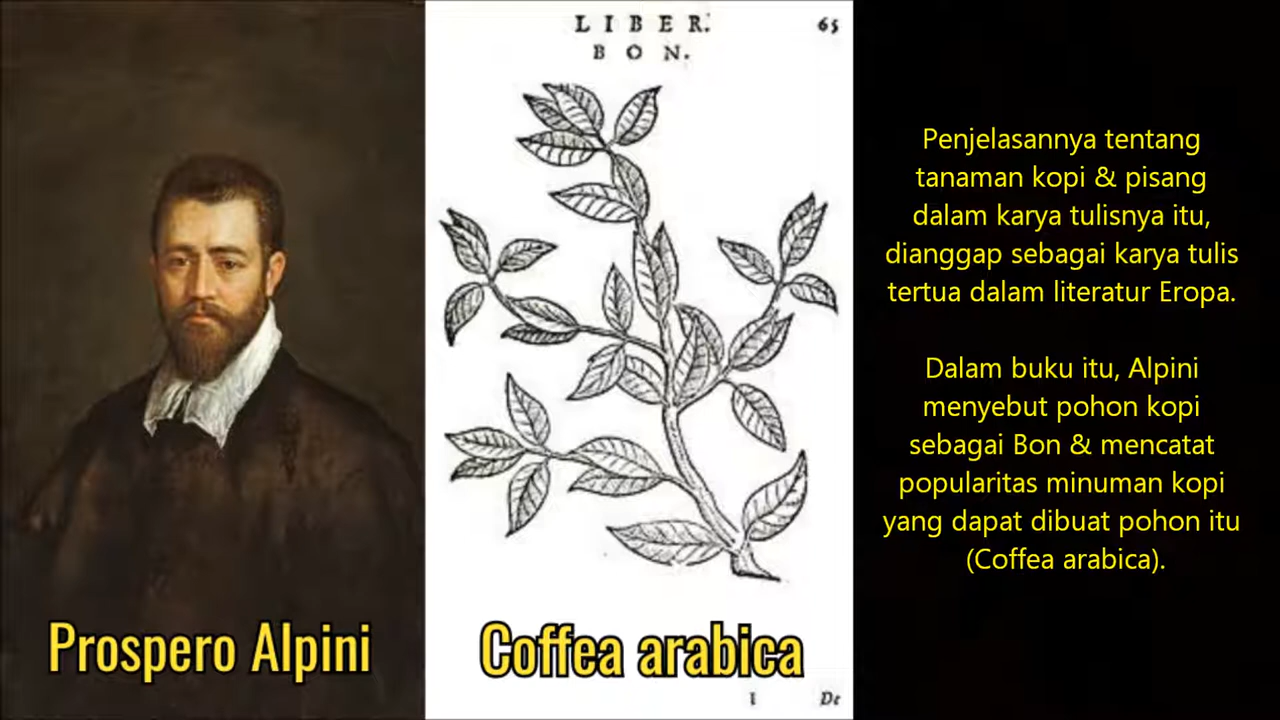 LIBER.
65
BON.
1
De
Prospero Alpini
Coffea arabica
Penjelasannya tentang
tanaman kopi & pisang
dalam karya tulisnya itu,
dianggap sebagai karya tulis
tertua dalam literatur Eropa.
Dalam buku itu, Alpini
menyebut pohon kopi
sebagai Bon & mencatat
popularitas minuman kopi
yang dapat dibuat pohon itu
(Coffea arabica).